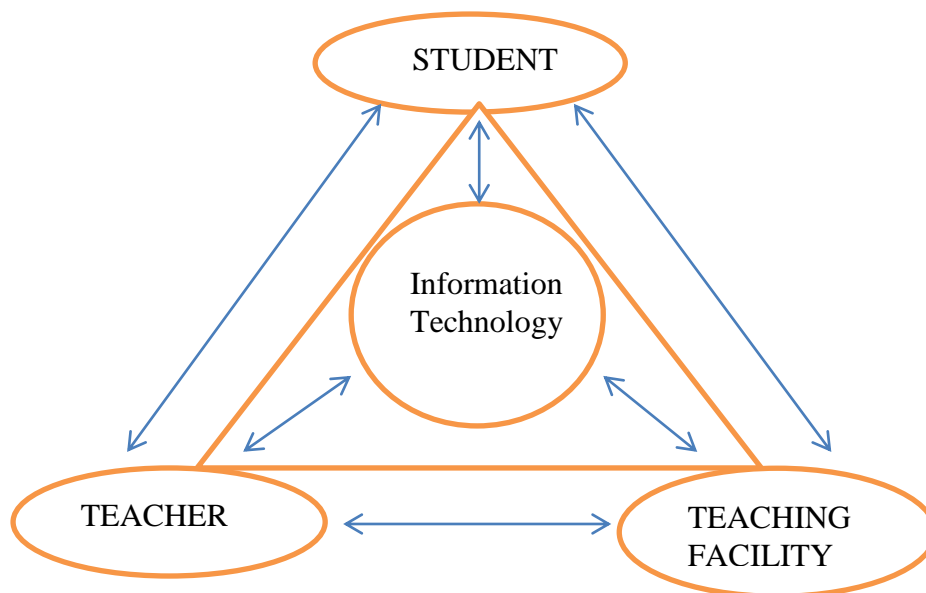 STUDENT
Information
Technology
TEACHER
TEACHING
FACILITY